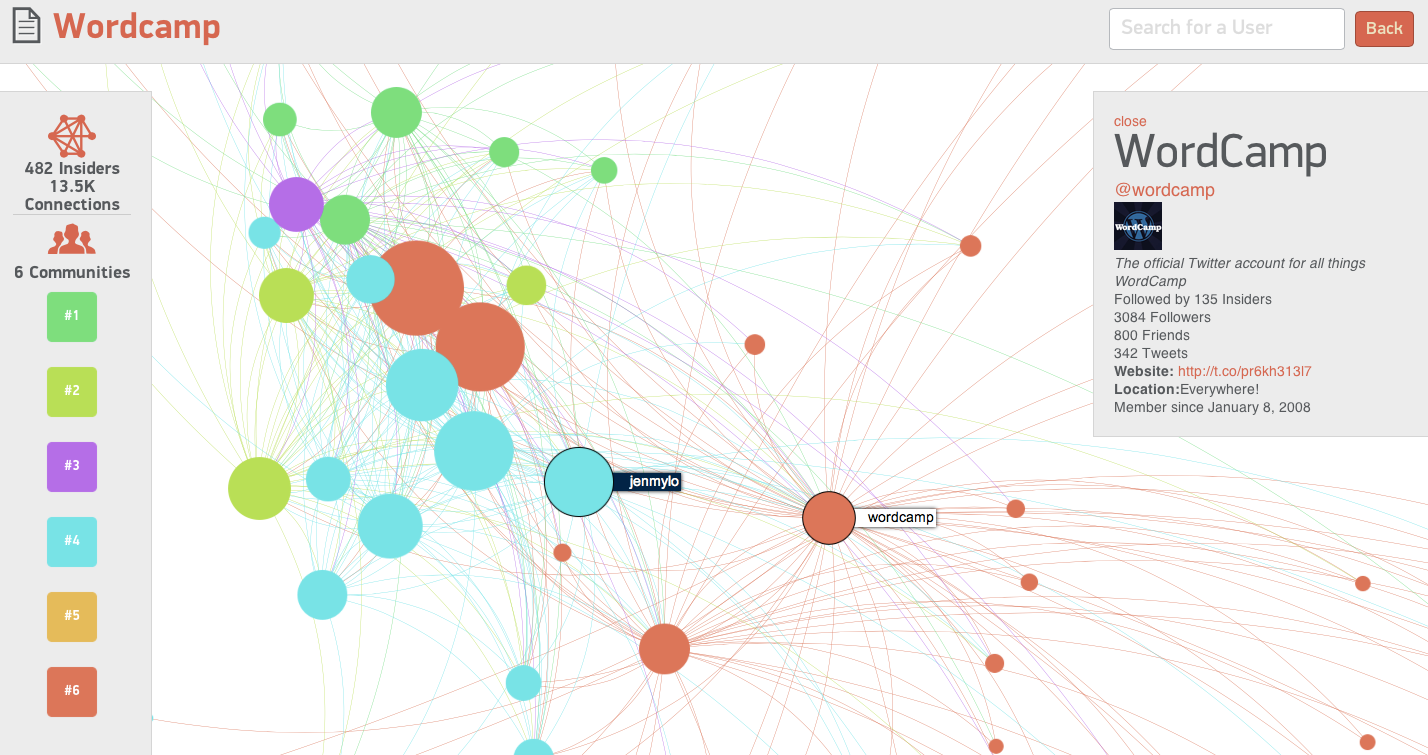 Wordcamp
Search for a User
Back
482 Insiders
13.5K
Connections
6 Communities
#1
#2
#3
#4
#5
#6
jenmylo
wordcamp
close
WordCamp
@wordcamp
WordCamp
The official Twitter account for all things
WordCamp
Followed by 135 Insiders
3084 Followers
800 Friends
342 Tweets
Website: http://t.co/pr6kh313l7
Location:Everywhere!
Member since January 8, 2008